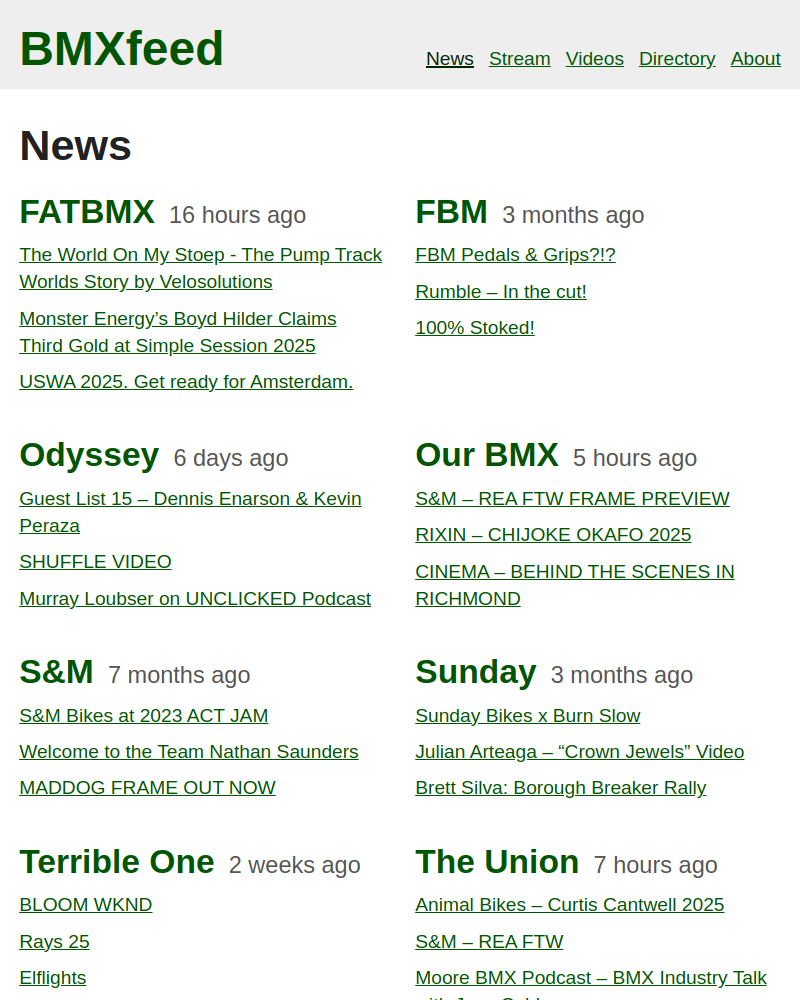 BMXfeed
News Stream Videos Directory About
News
FATBMX 16 hours ago
The World On My Stoep - The Pump Track
Worlds Story by Velosolutions
Monster Energy’s Boyd Hilder Claims
Third Gold at Simple Session 2025
USWA 2025. Get ready for Amsterdam.
FBM 3 months ago
FBM Pedals & Grips?!?
Rumble – In the cut!
100% Stoked!
Odyssey 6 days ago
Guest List 15 – Dennis Enarson & Kevin
Peraza
SHUFFLE VIDEO
Murray Loubser on UNCLICKED Podcast
Our BMX 5 hours ago
S&M – REA FTW FRAME PREVIEW
RIXIN – CHIJOKE OKAFO 2025
CINEMA – BEHIND THE SCENES IN
RICHMOND
S&M 7 months ago
S&M Bikes at 2023 ACT JAM
Welcome to the Team Nathan Saunders
MADDOG FRAME OUT NOW
Sunday 3 months ago
Sunday Bikes x Burn Slow
Julian Arteaga – “Crown Jewels” Video
Brett Silva: Borough Breaker Rally
Terrible One 2 weeks ago
BLOOM WKND
Rays 25
Elflights
The Union 7 hours ago
Animal Bikes – Curtis Cantwell 2025
S&M – REA FTW
Moore BMX Podcast – BMX Industry Talk